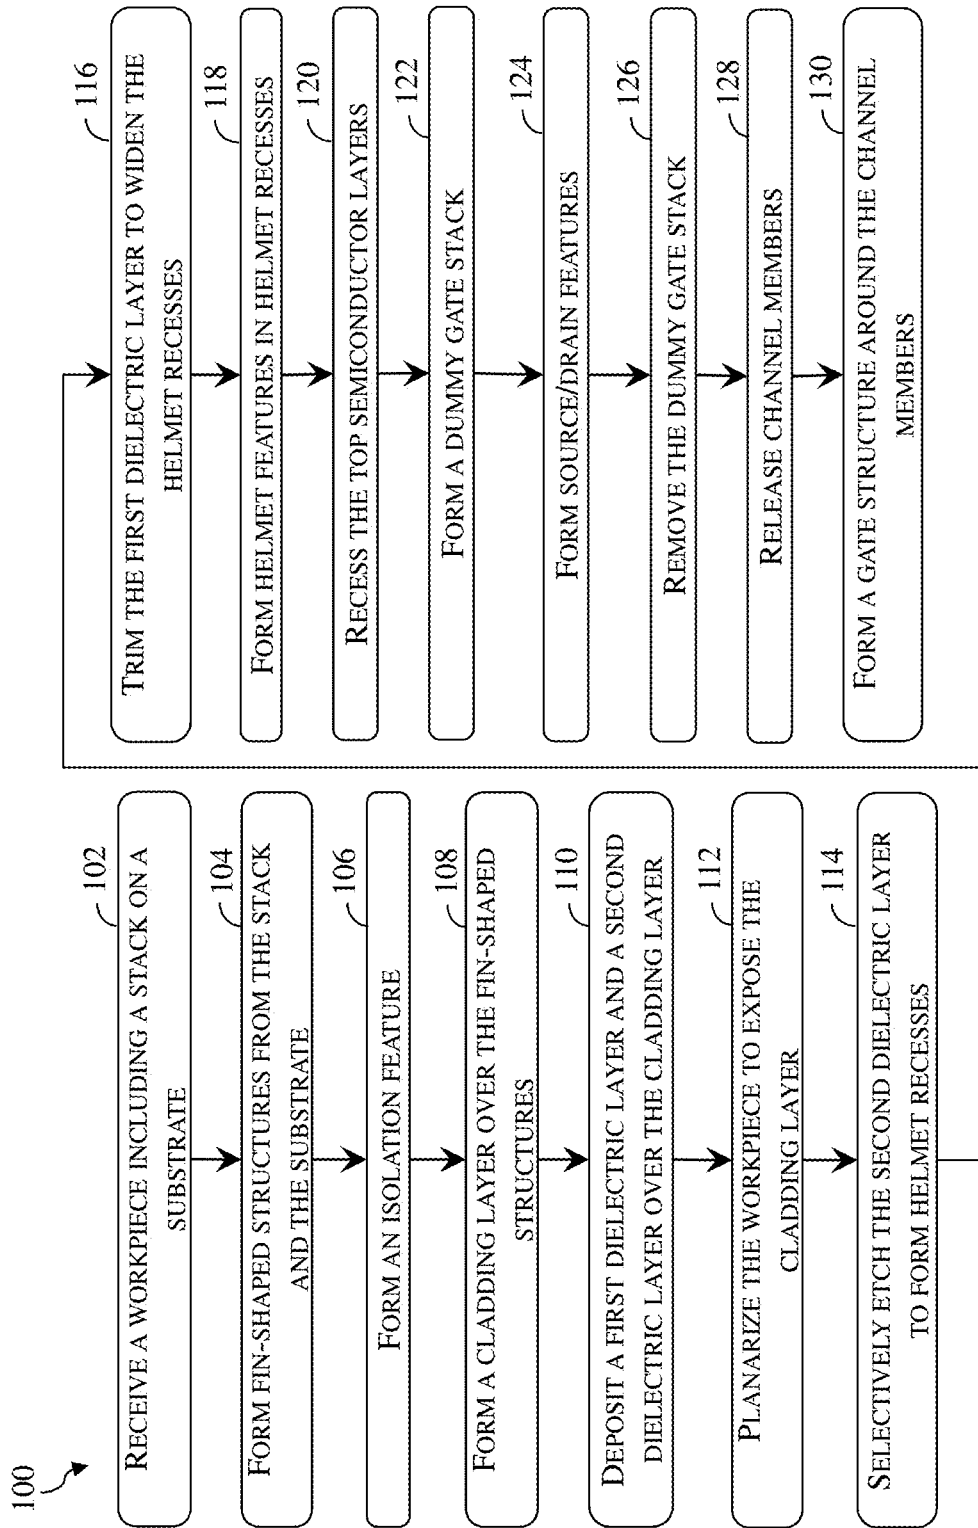 100
102
RECEIVE A WORKPIECE INCLUDING A STACK ON A
SUBSTRATE
104
FORM FIN-SHAPED STRUCTURES FROM THE STACK
AND THE SUBSTRATE
106
FORM AN ISOLATION FEATURE
108
FORM A CLADDING LAYER OVER THE FIN-SHAPED
STRUCTURES
110
DEPOSIT A FIRST DIELECTRIC LAYER AND A SECOND
DIELECTRIC LAYER OVER THE CLADDING LAYER
112
PLANARIZE THE WORKPIECE TO EXPOSE THE
CLADDING LAYER
114
SELECTIVELY ETCH THE SECOND DIELECTRIC LAYER
TO FORM HELMET RECESSES
116
TRIM THE FIRST DIELECTRIC LAYER TO WIDEN THE
HELMET RECESSES
118
FORM HELMET FEATURES IN HELMET RECESSES
120
RECESS THE TOP SEMICONDUCTOR LAYERS
122
FORM A DUMMY GATE STACK
124
FORM SOURCE/DRAIN FEATURES
126
REMOVE THE DUMMY GATE STACK
128
RELEASE CHANNEL MEMBERS
130
FORM A GATE STRUCTURE AROUND THE CHANNEL
MEMBERS